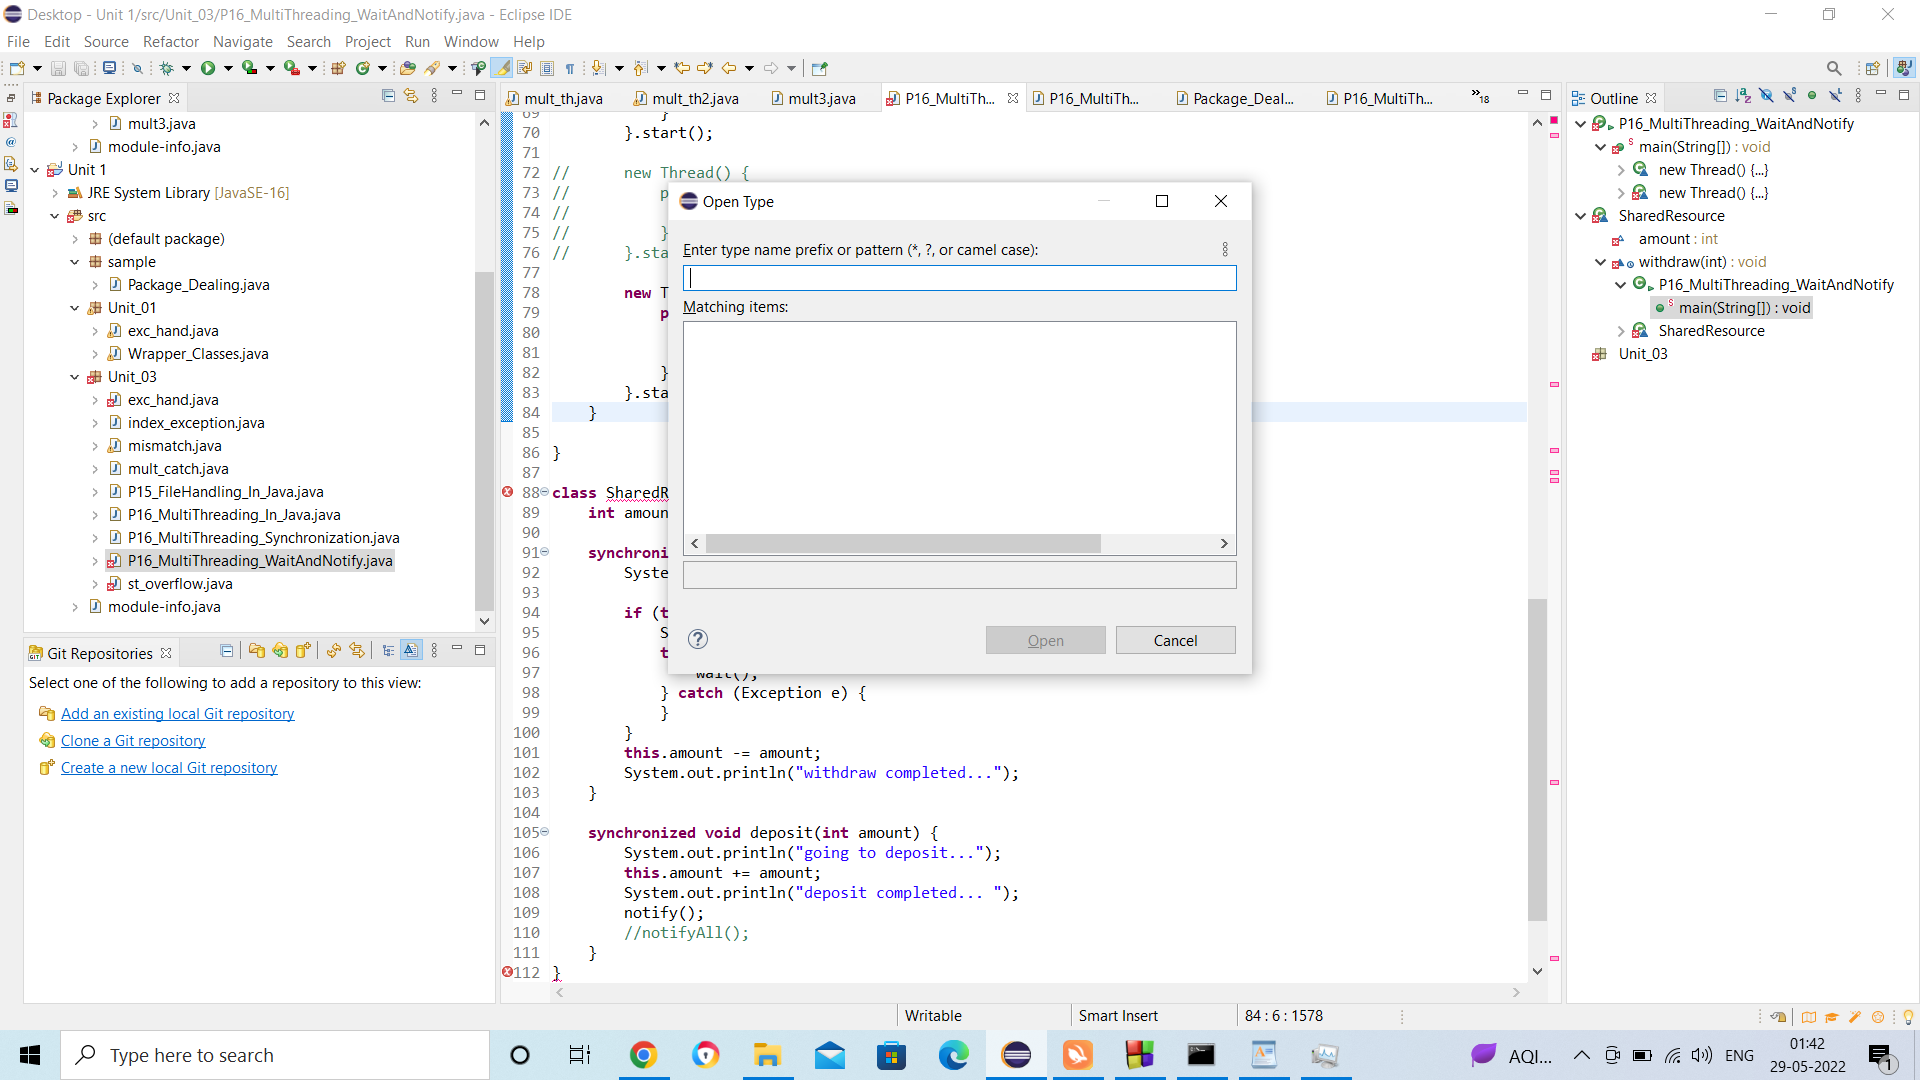 Desktop - Unit 1/src/Unit_03/P16_MultiThreading_WaitAndNotify.java - Eclipse IDE
File Edit Source Refactor Navigate Search Project Run Window Help
Package Explorer
mult3.java
module-info.java
Unit 1
JRE System Library [JavaSE-16]
src
(default package)
sample
Package_Dealing.java
Unit_01
exc_hand.java
Wrapper_Classes.java
Unit_03
exc_hand.java
index_exception.java
mismatch.java
mult_catch.java
P15_FileHandling_In_Java.java
P16_MultiThreading_In_Java.java
P16_MultiThreading_Synchronization.java
P16_MultiThreading_WaitAndNotify.java
st_overflow.java
module-info.java
Git Repositories
Select one of the following to add a repository to this view:
Add an existing local Git repository
Clone a Git repository
Create a new local Git repository
mult_th.java mult_th2.java mult3.java P16_MultiTh... P16_MultiTh... Package_Deal... P16_MultiTh... »18
69 }
70 }.start();
71
72 // new Thread() {
73 // p
74 //
75 // }
76 // }.sta
77
78 new T
79 p
80
81
82 }
83 }.sta
84 }
85
86 }
87
88 class SharedR
89 int amoun
90
91 synchroni
92 Syste
93
94 if (t
95 S
96 t
97 wait();
98 } catch (Exception e) {
99 }
100 }
101 this.amount -= amount;
102 System.out.println("withdraw completed...");
103 }
104
105 synchronized void deposit(int amount) {
106 System.out.println("going to deposit...");
107 this.amount += amount;
108 System.out.println("deposit completed... ");
109 notify();
110 //notifyAll();
111 }
112 }
Open Type
Enter type name prefix or pattern (*, ?, or camel case):
Matching items:
?
Open Cancel
Outline
P16_MultiThreading_WaitAndNotify
main(String[]) : void
new Thread() {...}
new Thread() {...}
SharedResource
amount : int
withdraw(int) : void
P16_MultiThreading_WaitAndNotify
main(String[]) : void
SharedResource
Unit_03
Writable Smart Insert 84 : 6 : 1578
Type here to search
AQI... ENG
01:42
29-05-2022
1